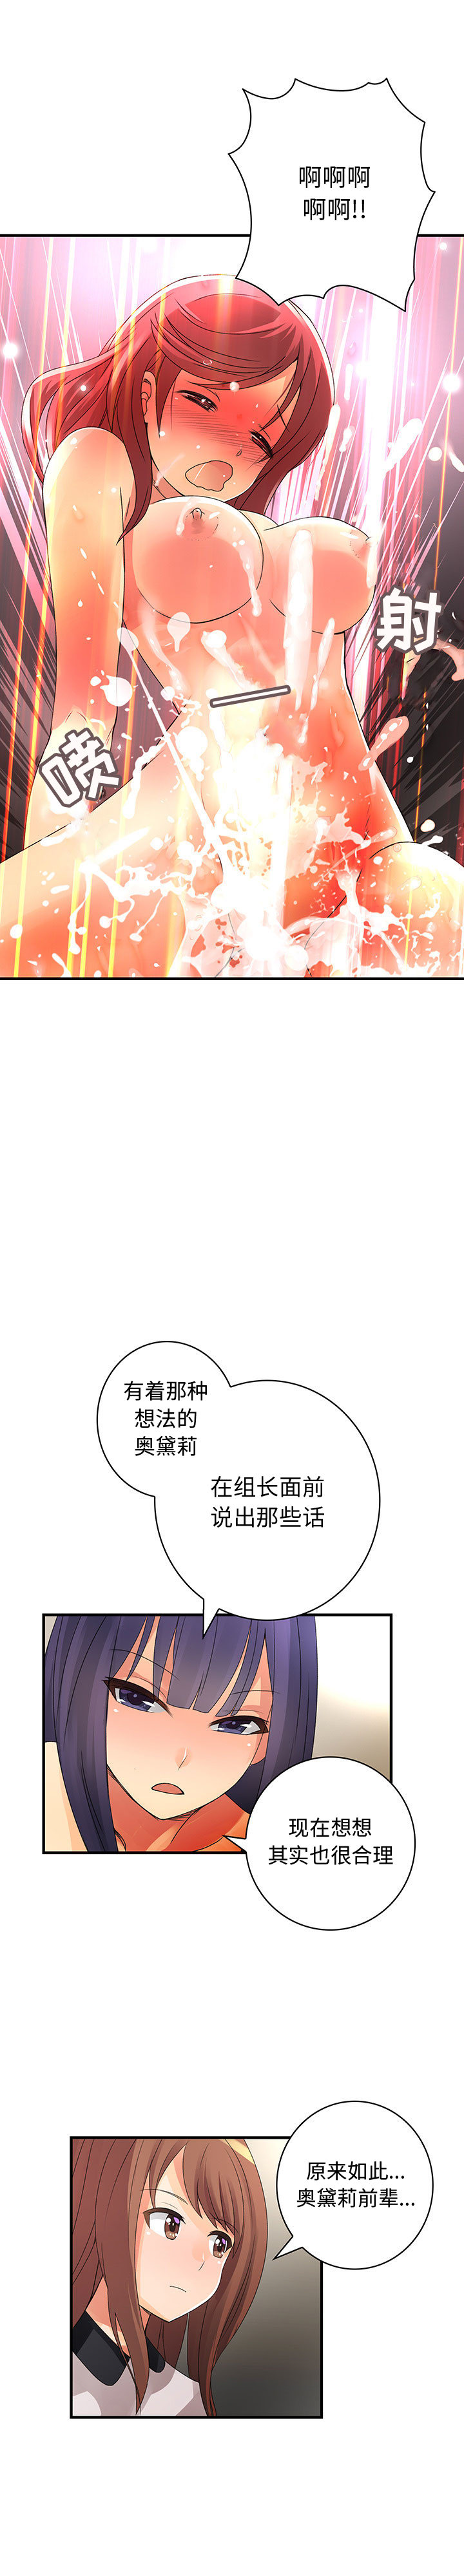 啊啊啊
啊啊!!
射
喷
有着那种
想法的
奥黛莉
在组长面前
说出那些话
现在想想
其实也很合理
原来如此...
奥黛莉前辈...